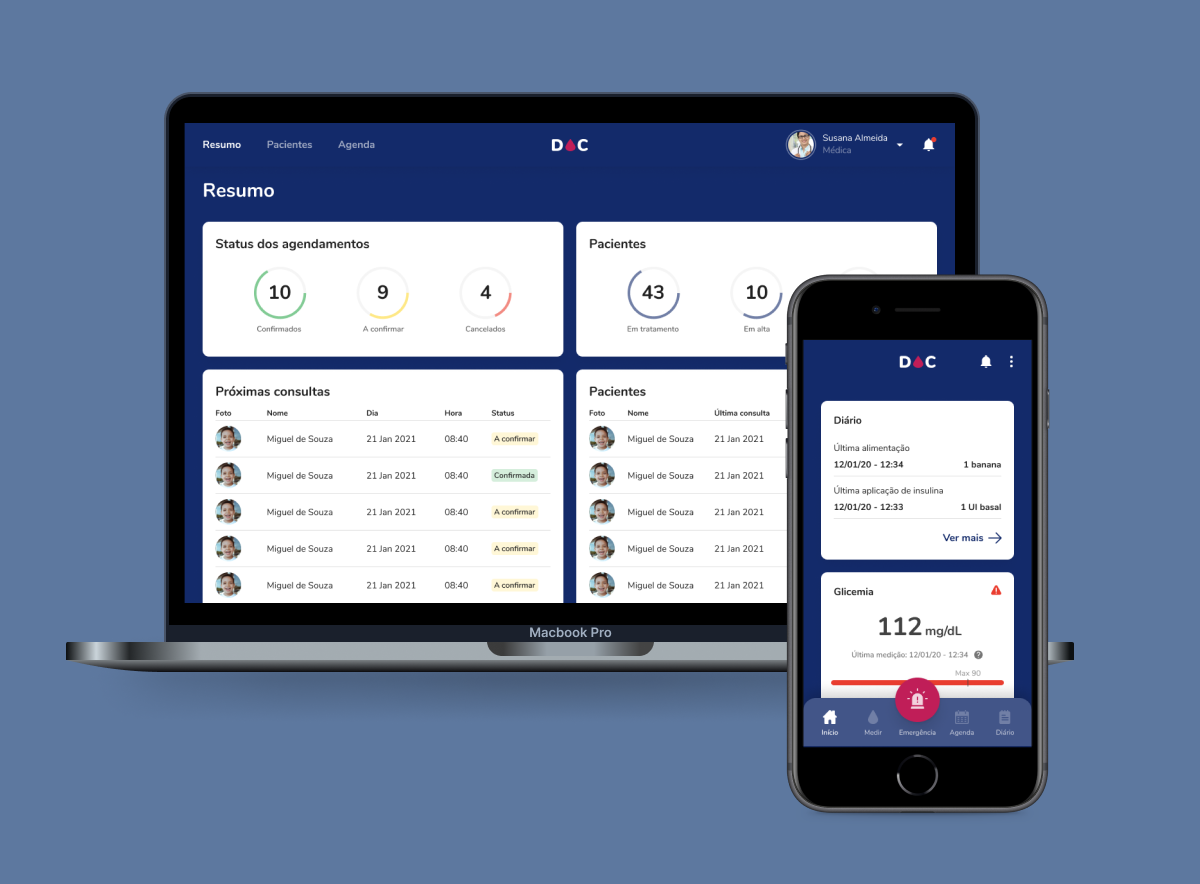 Resumo Pacientes Agenda
D C
Susana Almeida
Médica
Resumo
Status dos agendamentos
10 9 4
Confirmados A confirmar Cancelados
Pacientes
43 10
Em tratamento Em alta
Próximas consultas
Foto Nome Dia Hora Status
Miguel de Souza 21 Jan 2021 08:40 A confirmar
Miguel de Souza 21 Jan 2021 08:40 Confirmada
Miguel de Souza 21 Jan 2021 08:40 A confirmar
Miguel de Souza 21 Jan 2021 08:40 A confirmar
Miguel de Souza 21 Jan 2021 08:40 A confirmar
Pacientes
Foto Nome Última consulta
Miguel de Souza 21 Jan 2021
Miguel de Souza 21 Jan 2021
Miguel de Souza 21 Jan 2021
Miguel de Souza 21 Jan 2021
Miguel de Souza 21 Jan 2021
Macbook Pro
D C
Diário
Última alimentação
12/01/20 - 12:34 1 banana
Última aplicação de insulina
12/01/20 - 12:33 1 UI basal
Ver mais
Glicemia
112 mg/dL
Última medição: 12/01/20 - 12:34 ?
Max 90
Início Medir Emergência Agenda Diário